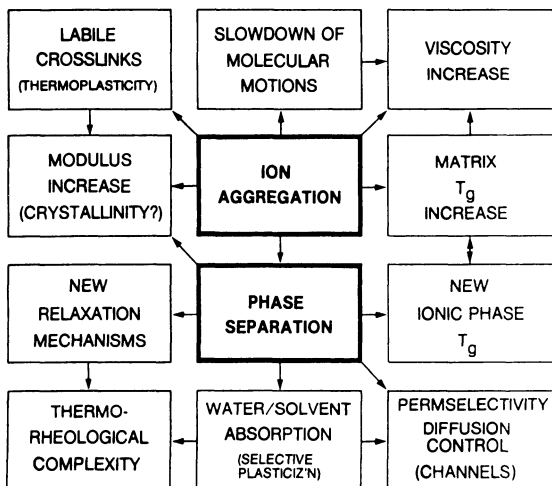 LABILE
CROSSLINKS
(THERMOPLASTICITY)
SLOWDOWN OF
MOLECULAR
MOTIONS
VISCOSITY
INCREASE
MODULUS
INCREASE
(CRYSTALLINITY?)
ION
AGGREGATION
MATRIX
Tg
INCREASE
NEW
RELAXATION
MECHANISMS
PHASE
SEPARATION
NEW
IONIC PHASE
Tg
THERMO-
RHEOLOGICAL
COMPLEXITY
WATER/SOLVENT
ABSORPTION
(SELECTIVE
PLASTICIZ'N)
PERMSELECTIVITY
DIFFUSION
CONTROL
(CHANNELS)